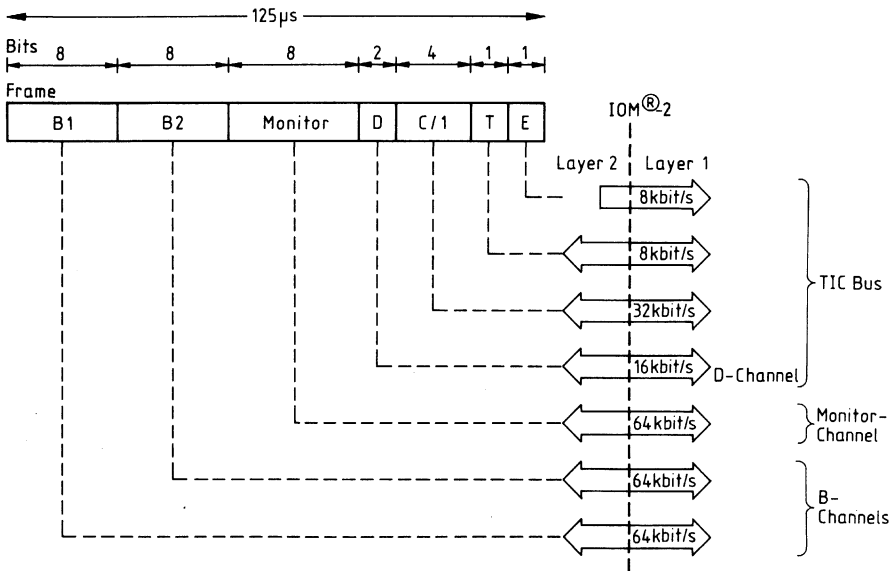 125µs
Bits
8 8 8 2 4 1 1
Frame
B1 B2 Monitor D C/1 T E
IOM®-2
Layer 2 Layer 1
8kbit/s
8kbit/s
TIC Bus
32kbit/s
16kbit/s
D-Channel
64kbit/s
Monitor-
Channel
64kbit/s
B-
Channels
64kbit/s